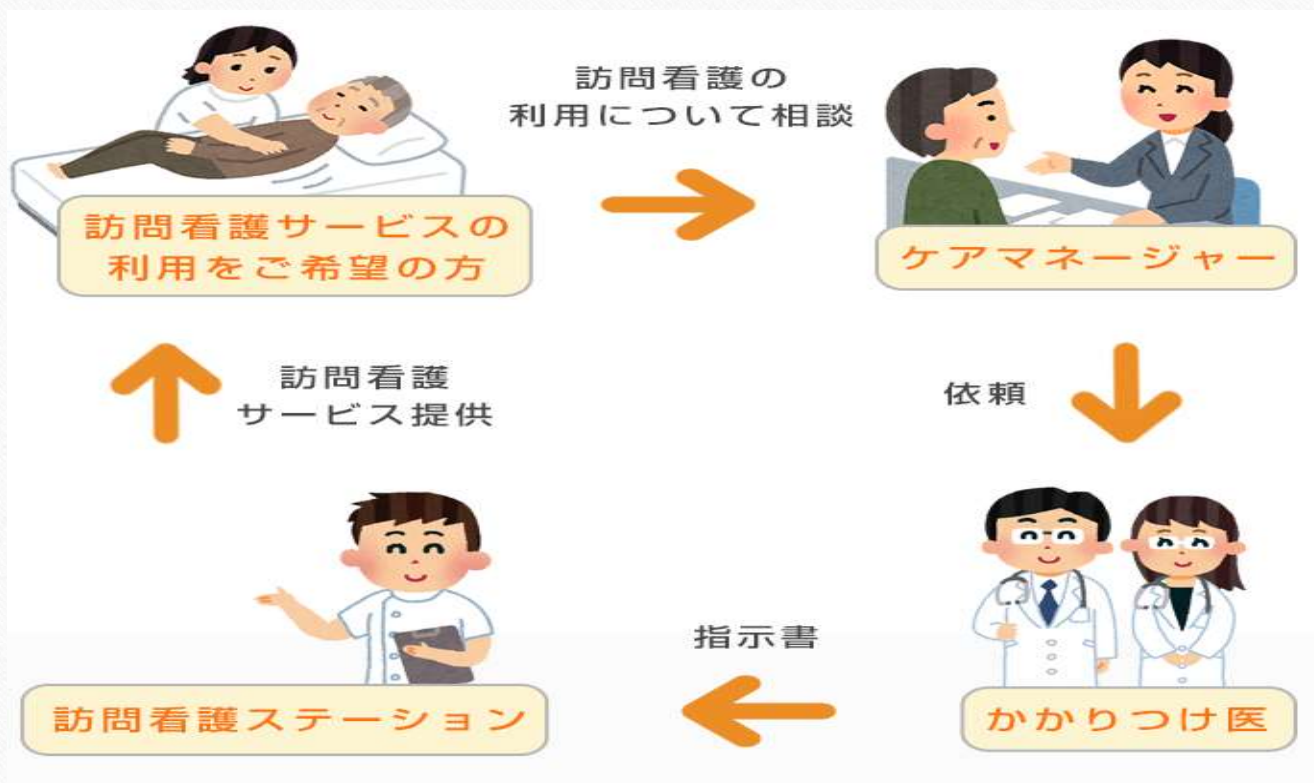 訪問看護の
利用について相談
訪問看護サービスの
利用をご希望の方
ケアマネージャー
訪問看護
サービス提供
依頼
指示書
訪問看護ステーション
かかりつけ医